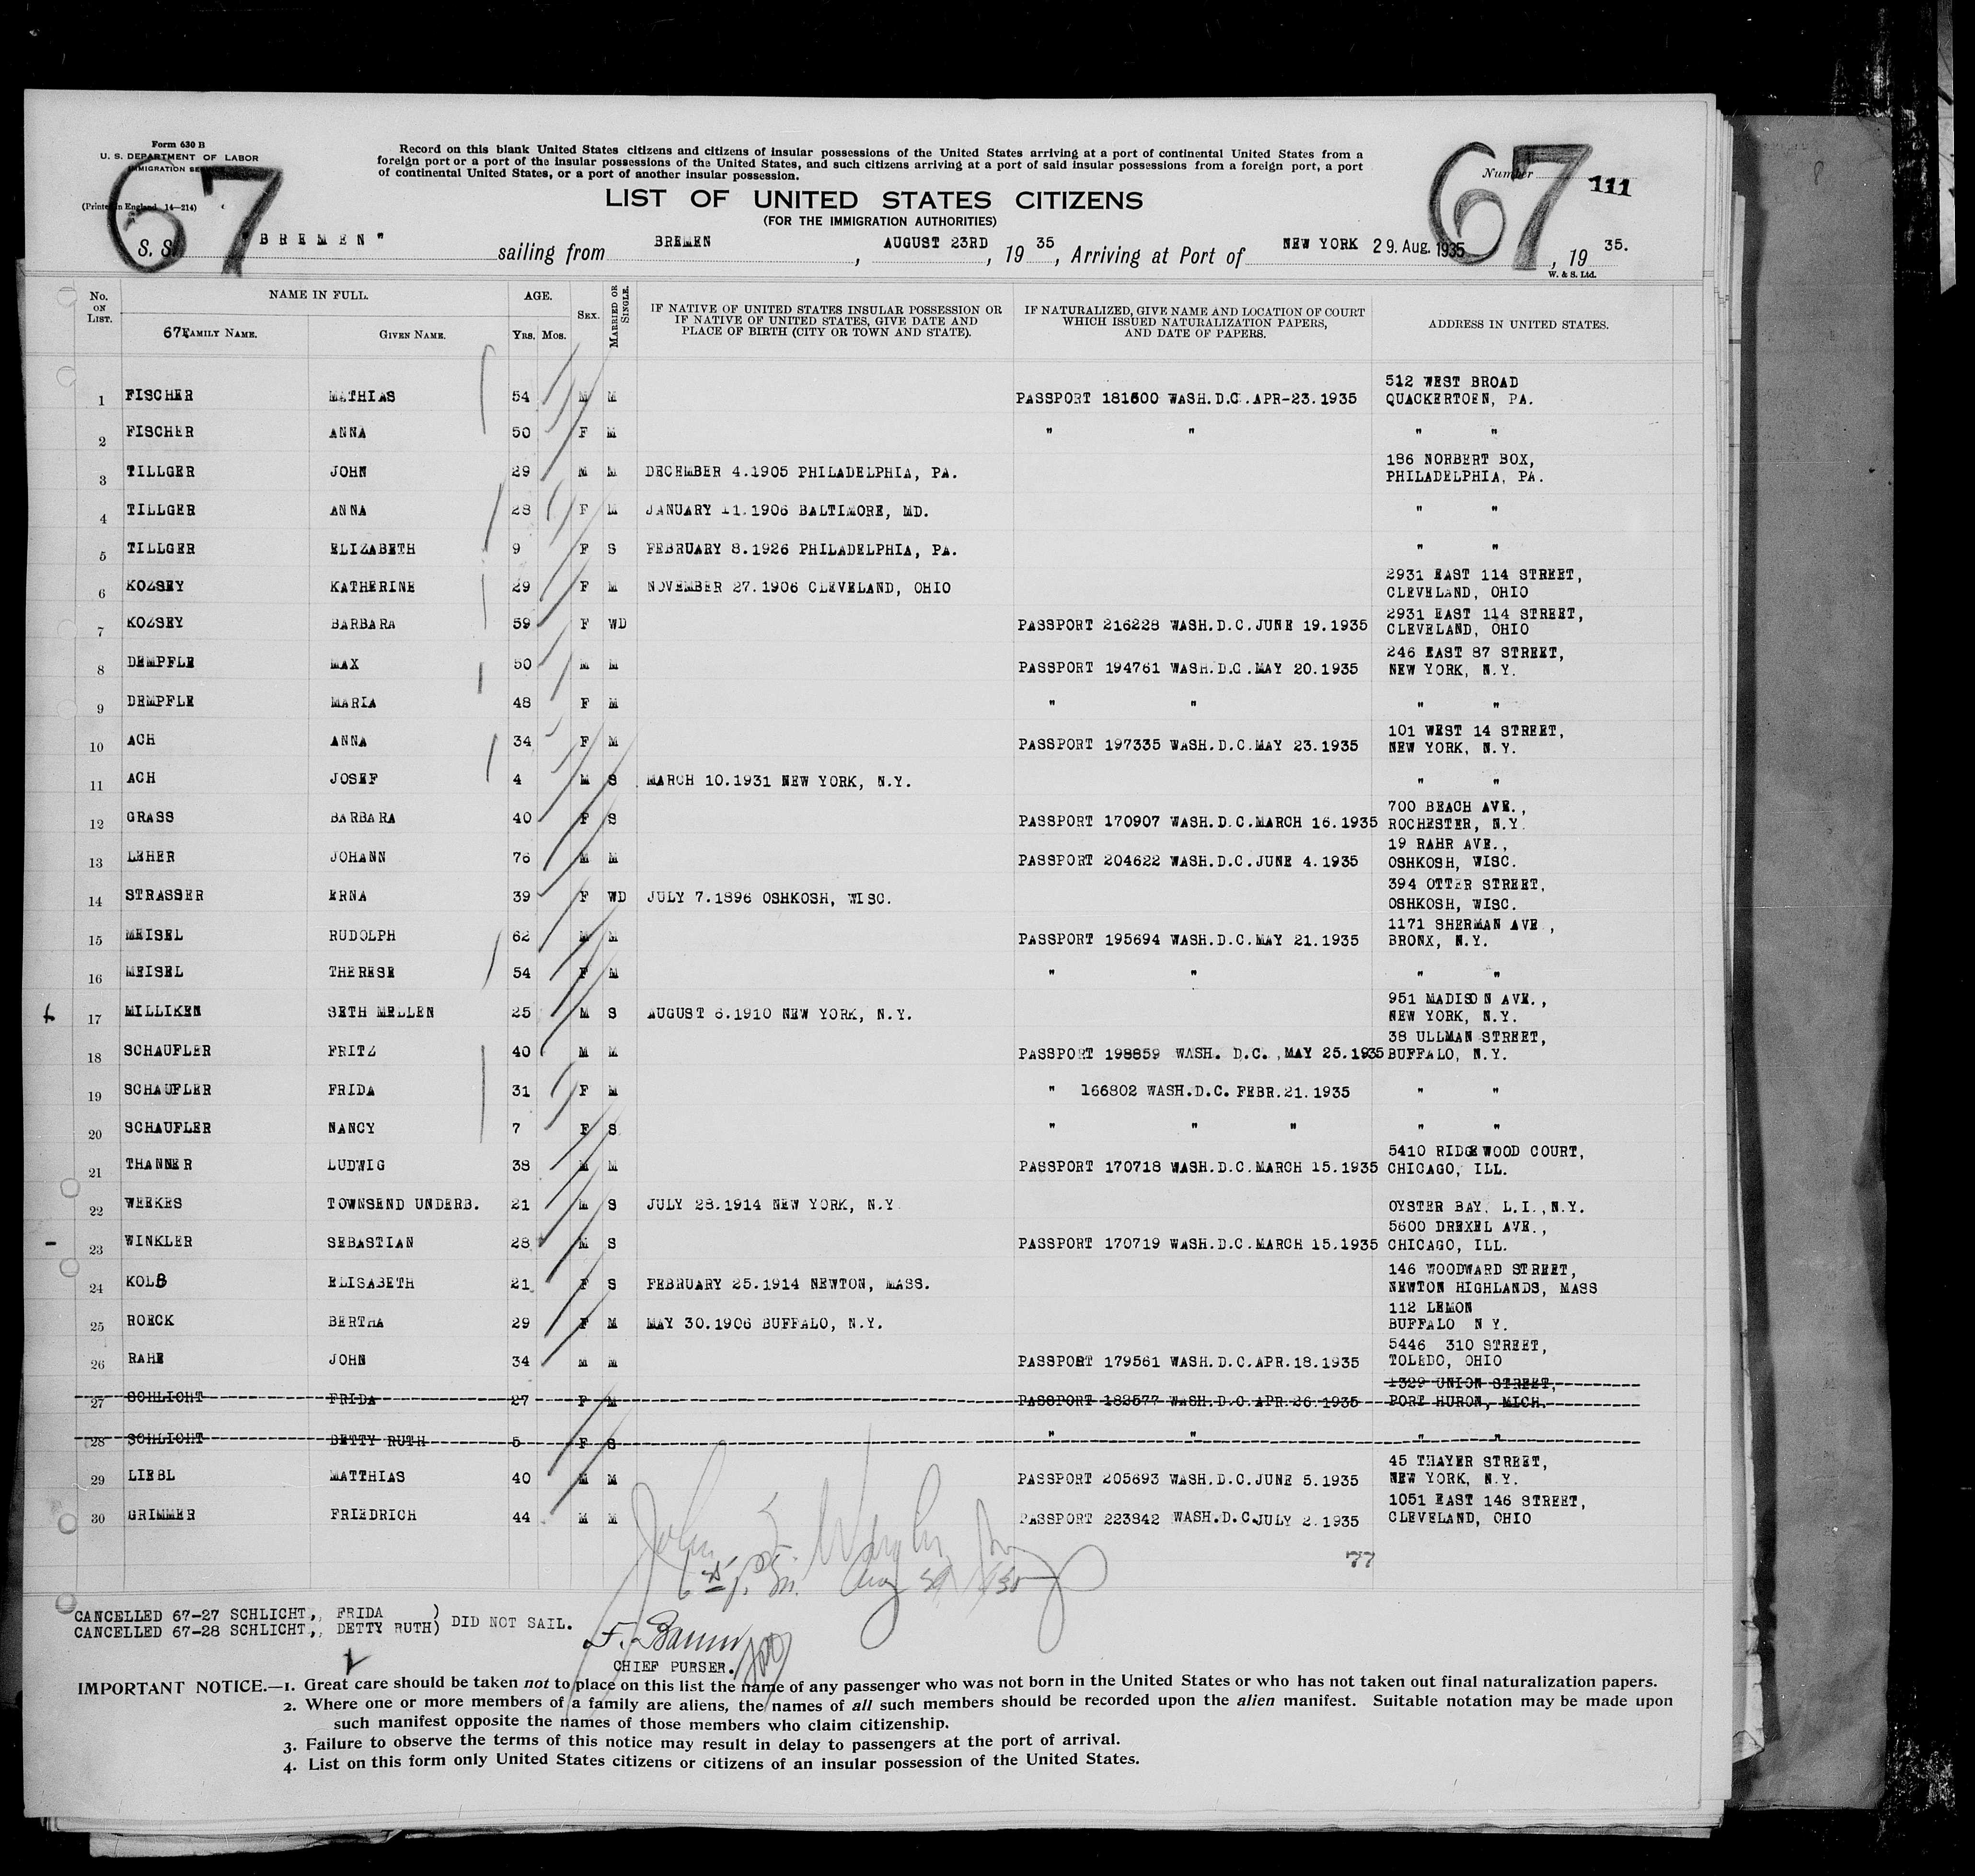 Form 630 B
U. S. DEPARTMENT OF LABOR
IMMIGRATION SERVICE
(Printed in England 14—214)
67
67
Record on this blank United States citizens and citizens of insular possessions of the United States arriving at a port of continental United States from a
foreign port or a port of the insular possessions of the United States, and such citizens arriving at a port of said insular possessions from a foreign port, a port
of continental United States, or a port of another insular possession.
Number 111
LIST OF UNITED STATES CITIZENS
(FOR THE IMMIGRATION AUTHORITIES)
S. S. "BREMEN" sailing from BREMEN, AUGUST 23RD, 1935, Arriving at Port of NEW YORK 29. Aug. 1935, 1935.
W. & S. Ltd.
No. ON LIST. NAME IN FULL. AGE. SEX. MARRIED OR SINGLE. IF NATIVE OF UNITED STATES INSULAR POSSESSION OR IF NATIVE OF UNITED STATES, GIVE DATE AND PLACE OF BIRTH (CITY OR TOWN AND STATE). IF NATURALIZED, GIVE NAME AND LOCATION OF COURT WHICH ISSUED NATURALIZATION PAPERS, AND DATE OF PAPERS. ADDRESS IN UNITED STATES.
67 FAMILY NAME. GIVEN NAME. Yrs. Mos.
1 FISCHER MATHIAS 54 M M PASSPORT 181600 WASH.D.C.APR-23.1935 512 WEST BROAD QUACKERTOEN, PA.
2 FISCHER ANNA 50 F M " " " "
3 TILLGER JOHN 29 M M DECEMBER 4.1905 PHILADELPHIA, PA. 186 NORBERT BOX, PHILADELPHIA, PA.
4 TILLGER ANNA 28 F M JANUARY 11.1906 BALTIMORE, MD. " "
5 TILLGER ELIZABETH 9 F S FEBRUARY 8.1926 PHILADELPHIA, PA. " "
6 KOZSEY KATHERINE 29 F M NOVEMBER 27.1906 CLEVELAND, OHIO 2931 EAST 114 STREET, CLEVELAND, OHIO
7 KOZSEY BARBARA 59 F WD PASSPORT 216228 WASH.D.C.JUNE 19.1935 2931 EAST 114 STREET, CLEVELAND, OHIO
8 DEMPFLE MAX 50 M M PASSPORT 194761 WASH.D.C.MAY 20.1935 246 EAST 87 STREET, NEW YORK, N.Y.
9 DEMPFLE MARIA 48 F M " " " "
10 ACH ANNA 34 F M PASSPORT 197335 WASH.D.C.MAY 23.1935 101 WEST 14 STREET, NEW YORK, N.Y.
11 ACH JOSEF 4 M S MARCH 10.1931 NEW YORK, N.Y. " "
12 GRASS BARBARA 40 F S PASSPORT 170907 WASH.D.C.MARCH 16.1935 700 BEACH AVE., ROCHESTER, N.Y.
13 LEHER JOHANN 76 M M PASSPORT 204622 WASH.D.C.JUNE 4.1935 19 RAHR AVE., OSHKOSH, WISC.
14 STRASSER ERNA 39 F WD JULY 7.1896 OSHKOSH, WISC. 394 OTTER STREET, OSHKOSH, WISC.
15 MEISEL RUDOLPH 62 M M PASSPORT 195694 WASH.D.C.MAY 21.1935 1171 SHERMAN AVE , BRONX, N.Y.
16 MEISEL THERESE 54 F M " " " "
17 MILLIKEN SETH MELLEN 25 M S AUGUST 6.1910 NEW YORK, N.Y. 951 MADISON AVE., NEW YORK, N.Y.
18 SCHAUFLER FRITZ 40 M M PASSPORT 198859 WASH. D.C. ,MAY 25.1935 38 ULLMAN STREET, BUFFALO, N.Y.
19 SCHAUFLER FRIDA 31 F M " 166802 WASH.D.C. FEBR.21.1935 " "
20 SCHAUFLER NANCY 7 F S " " " " "
21 THANNER LUDWIG 38 M M PASSPORT 170718 WASH.D.C.MARCH 15.1935 5410 RIDGEWOOD COURT, CHICAGO, ILL.
22 WEEKES TOWNSEND UNDERB. 21 M S JULY 28.1914 NEW YORK, N.Y OYSTER BAY, L.I.,N.Y.
23 WINKLER SEBASTIAN 28 M S PASSPORT 170719 WASH.D.C.MARCH 15.1935 5600 DREXEL AVE., CHICAGO, ILL.
24 KOLB ELISABETH 21 F S FEBRUARY 25.1914 NEWTON, MASS. 146 WOODWARD STREET, NEWTON HIGHLANDS, MASS
25 ROECK BERTHA 29 F M MAY 30.1906 BUFFALO, N.Y. 112 LEMON BUFFALO N Y.
26 RAHE JOHN 34 M M PASSPORT 179561 WASH.D.C.APR.18.1935 5446 310 STREET, TOLEDO, OHIO
27 SCHLICHT FRIDA 27 F M PASSPORT 182577 WASH.D.C.APR.26.1935 1329 UNION STREET, PORT HURON, MICH.
28 SCHLICHT DETTY RUTH 5 F S " " " "
29 LIEBL MATTHIAS 40 M M PASSPORT 205693 WASH.D.C.JUNE 5.1935 45 THAYER STREET, NEW YORK, N.Y.
30 GRIMMER FRIEDRICH 44 M M PASSPORT 223842 WASH.D.C.JULY 2.1935 1051 EAST 146 STREET, CLEVELAND, OHIO
77
CANCELLED 67-27 SCHLICHT,, FRIDA )
CANCELLED 67-28 SCHLICHT,, DETTY RUTH) DID NOT SAIL.
CHIEF PURSER.
IMPORTANT NOTICE.—1. Great care should be taken not to place on this list the name of any passenger who was not born in the United States or who has not taken out final naturalization papers.
2. Where one or more members of a family are aliens, the names of all such members should be recorded upon the alien manifest. Suitable notation may be made upon
such manifest opposite the names of those members who claim citizenship.
3. Failure to observe the terms of this notice may result in delay to passengers at the port of arrival.
4. List on this form only United States citizens or citizens of an insular possession of the United States.